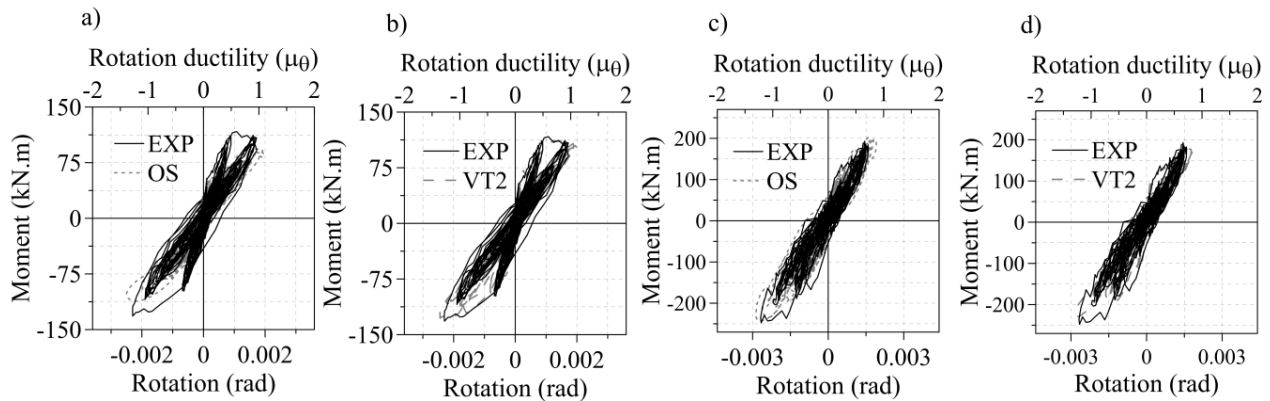 a)
Rotation ductility (μθ)
-2 -1 0 1 2
150
75
0
-75
-150
Moment (kN.m)
EXP
OS
-0.002 0 0.002
Rotation (rad)
b)
Rotation ductility (μθ)
-2 -1 0 1 2
150
75
0
-75
-150
Moment (kN.m)
EXP
VT2
-0.002 0 0.002
Rotation (rad)
c)
Rotation ductility (μθ)
-2 -1 0 1 2
200
100
0
-100
-200
Moment (kN.m)
EXP
OS
-0.003 0 0.003
Rotation (rad)
d)
Rotation ductility (μθ)
-2 -1 0 1 2
200
100
0
-100
-200
Moment (kN.m)
EXP
VT2
-0.003 0 0.003
Rotation (rad)